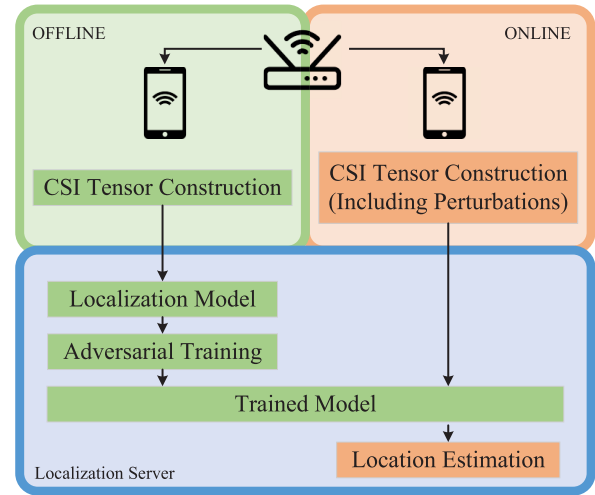 OFFLINE
ONLINE
CSI Tensor Construction
CSI Tensor Construction
(Including Perturbations)
Localization Model
Adversarial Training
Trained Model
Location Estimation
Localization Server